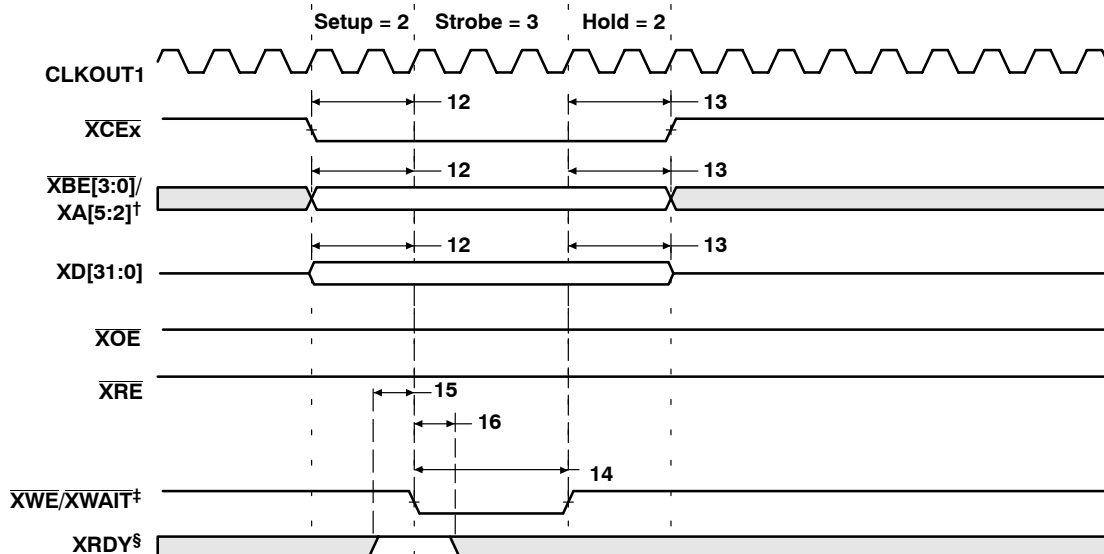 Setup = 2 Strobe = 3 Hold = 2
CLKOUT1
12 13
XCEx
12 13
XBE[3:0]/
XA[5:2]†
12 13
XD[31:0]
XOE
XRE
15
16
14
XWE/XWAIT‡
XRDY§